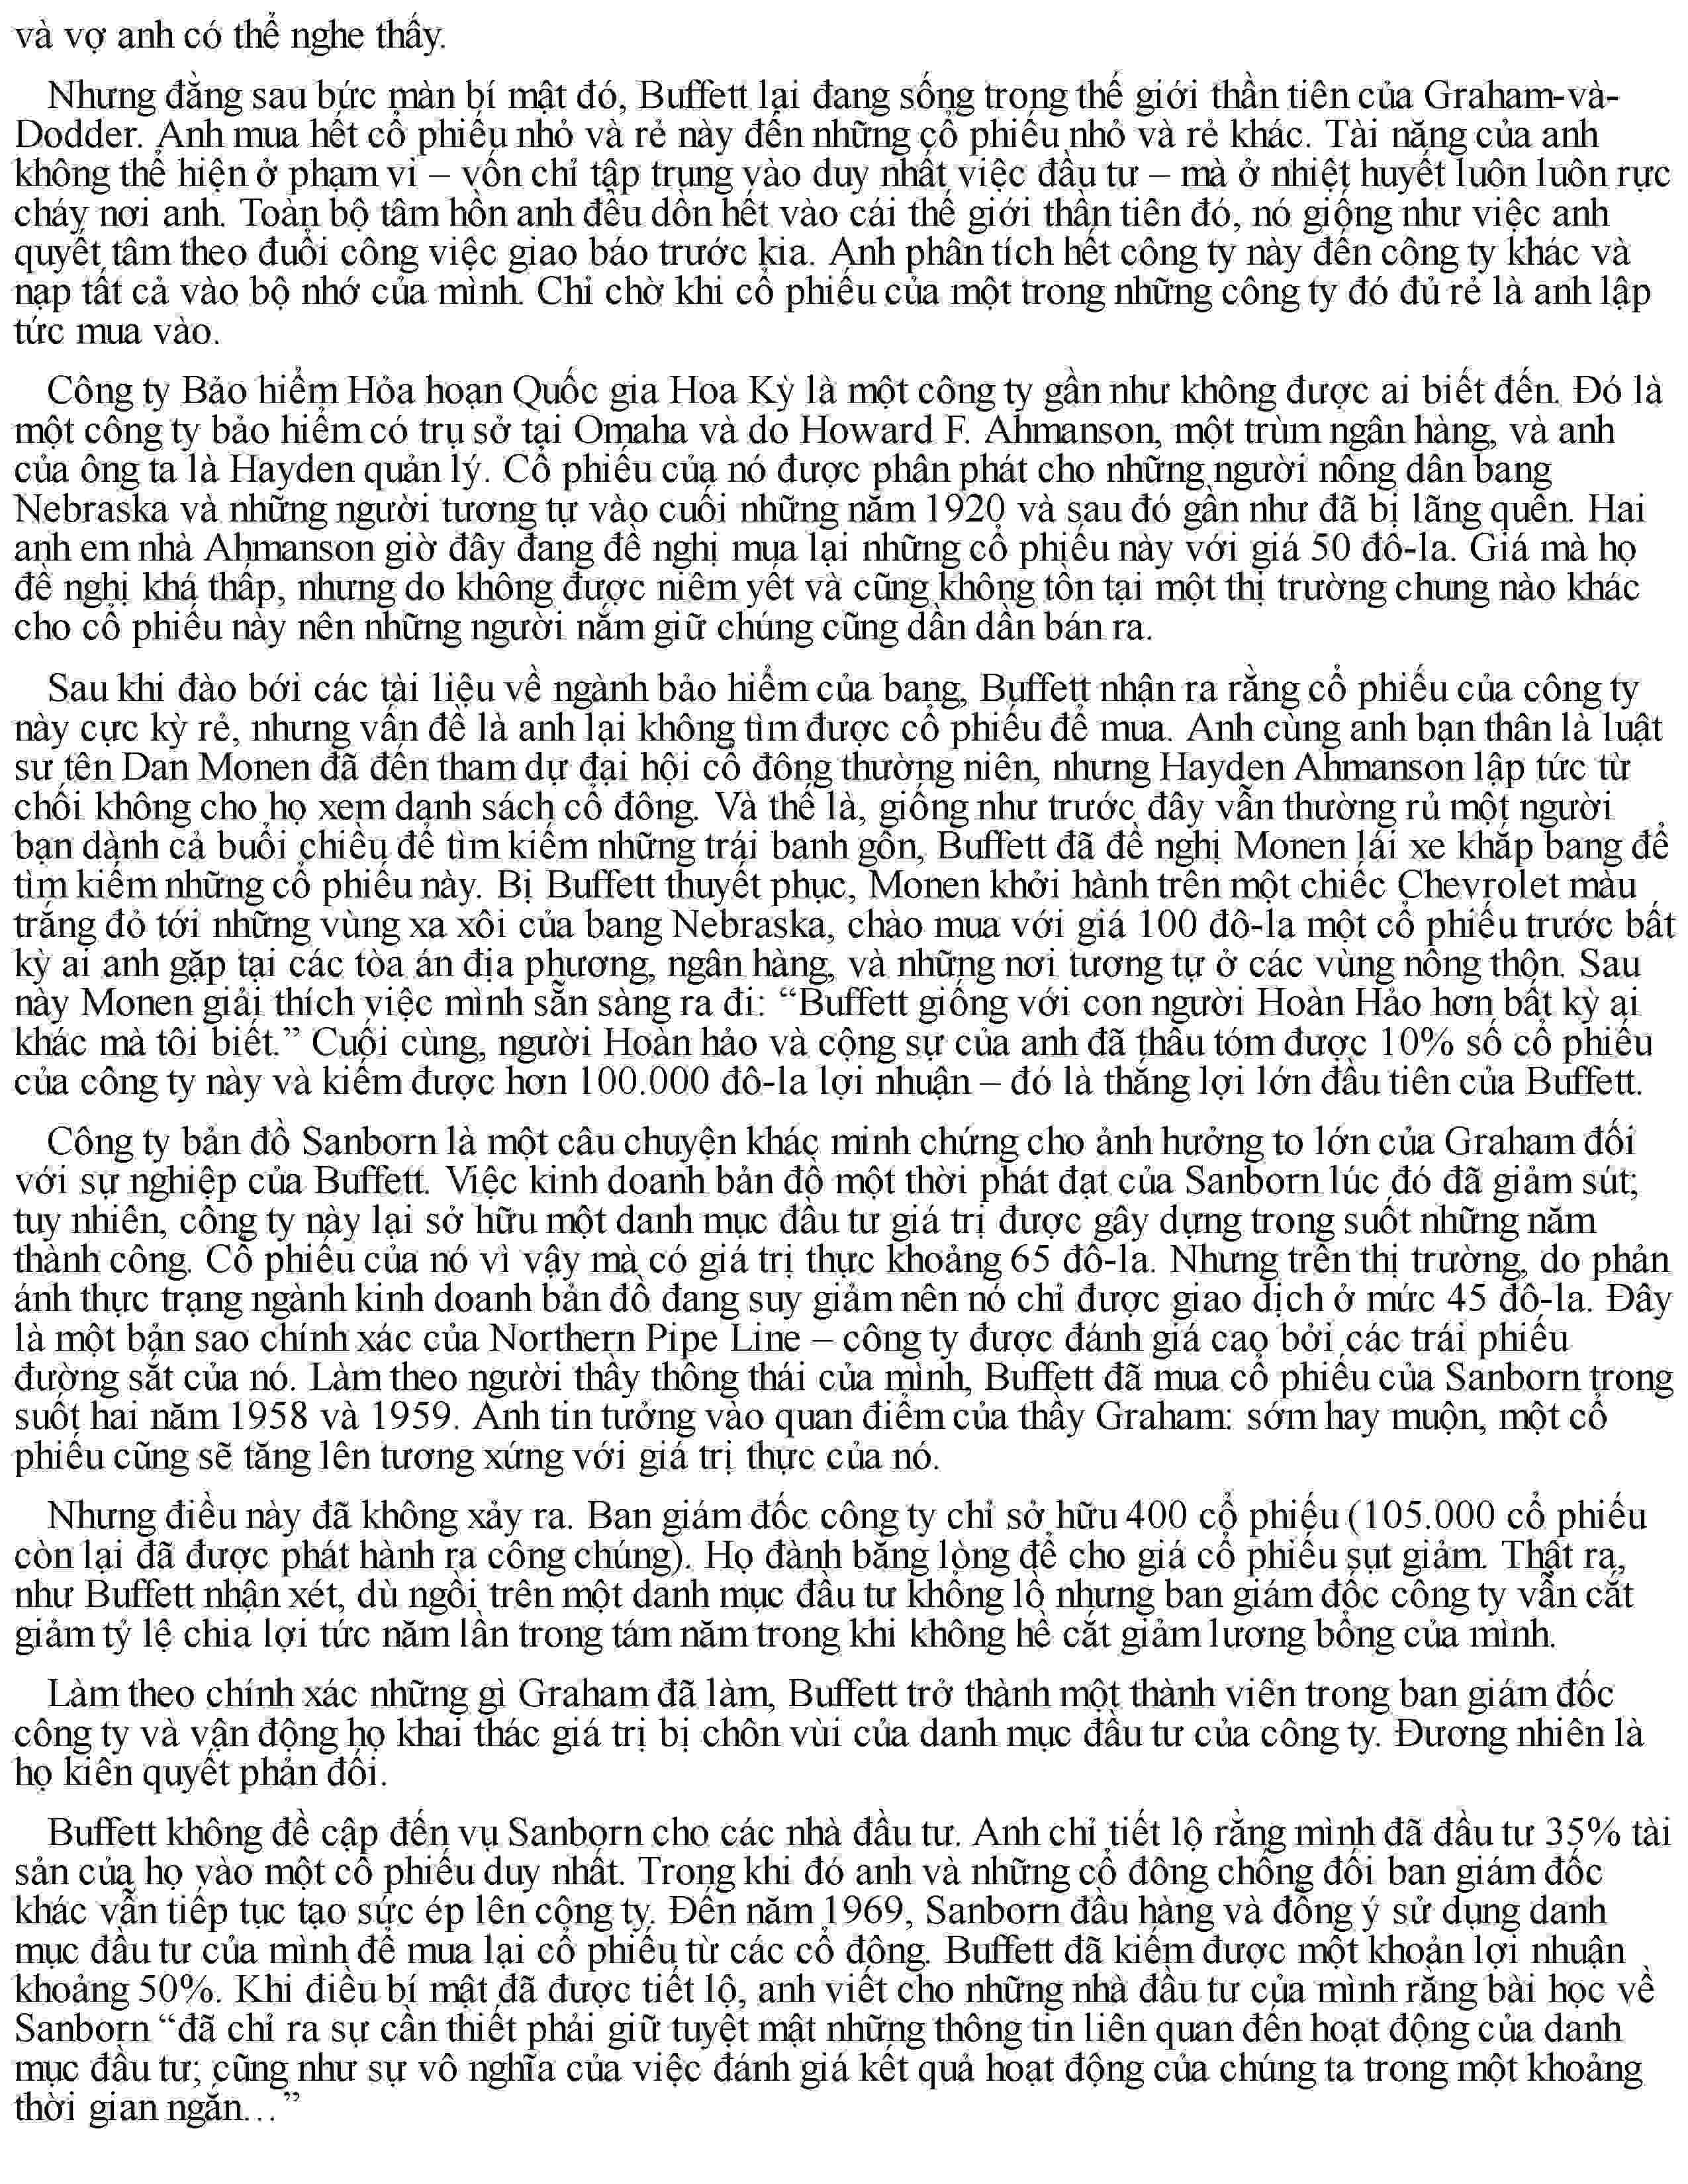 và vợ anh có thể nghe thấy.
Nhưng đằng sau bức màn bí mật đó, Buffett lại đang sống trong thế giới thần tiên của Graham-và-
Dodder. Anh mua hết cổ phiếu nhỏ và rẻ này đến những cổ phiếu nhỏ và rẻ khác. Tài năng của anh
không thể hiện ở phạm vi – vốn chỉ tập trung vào duy nhất việc đầu tư – mà ở nhiệt huyết luôn luôn rực
cháy nơi anh. Toàn bộ tâm hồn anh đều dồn hết vào cái thế giới thần tiên đó, nó giống như việc anh
quyết tâm theo đuổi công việc giao báo trước kia. Anh phân tích hết công ty này đến công ty khác và
nạp tất cả vào bộ nhớ của mình. Chỉ chờ khi cổ phiếu của một trong những công ty đó đủ rẻ là anh lập
tức mua vào.
Công ty Bảo hiểm Hỏa hoạn Quốc gia Hoa Kỳ là một công ty gần như không được ai biết đến. Đó là
một công ty bảo hiểm có trụ sở tại Omaha và do Howard F. Ahmanson, một trùm ngân hàng, và anh
của ông ta là Hayden quản lý. Cổ phiếu của nó được phân phát cho những người nông dân bang
Nebraska và những người tương tự vào cuối những năm 1920 và sau đó gần như đã bị lãng quên. Hai
anh em nhà Ahmanson giờ đây đang đề nghị mua lại những cổ phiếu này với giá 50 đô-la. Giá mà họ
đề nghị khá thấp, nhưng do không được niêm yết và cũng không tồn tại một thị trường chung nào khác
cho cổ phiếu này nên những người nắm giữ chúng cũng dần dần bán ra.
Sau khi đào bới các tài liệu về ngành bảo hiểm của bang, Buffett nhận ra rằng cổ phiếu của công ty
này cực kỳ rẻ, nhưng vấn đề là anh lại không tìm được cổ phiếu để mua. Anh cùng anh bạn thân là luật
sư tên Dan Monen đã đến tham dự đại hội cổ đông thường niên, nhưng Hayden Ahmanson lập tức từ
chối không cho họ xem danh sách cổ đông. Và thế là, giống như trước đây vẫn thường rủ một người
bạn dành cả buổi chiều để tìm kiếm những trái banh gôn, Buffett đã đề nghị Monen lái xe khắp bang để
tìm kiếm những cổ phiếu này. Bị Buffett thuyết phục, Monen khởi hành trên một chiếc Chevrolet màu
trắng đỏ tới những vùng xa xôi của bang Nebraska, chào mua với giá 100 đô-la một cổ phiếu trước bất
kỳ ai anh gặp tại các tòa án địa phương, ngân hàng, và những nơi tương tự ở các vùng nông thôn. Sau
này Monen giải thích việc mình sẵn sàng ra đi: “Buffett giống với con người Hoàn Hảo hơn bất kỳ ai
khác mà tôi biết.” Cuối cùng, người Hoàn hảo và cộng sự của anh đã thâu tóm được 10% số cổ phiếu
của công ty này và kiếm được hơn 100.000 đô-la lợi nhuận – đó là thắng lợi lớn đầu tiên của Buffett.
Công ty bản đồ Sanborn là một câu chuyện khác minh chứng cho ảnh hưởng to lớn của Graham đối
với sự nghiệp của Buffett. Việc kinh doanh bản đồ một thời phát đạt của Sanborn lúc đó đã giảm sút;
tuy nhiên, công ty này lại sở hữu một danh mục đầu tư giá trị được gây dựng trong suốt những năm
thành công. Cổ phiếu của nó vì vậy mà có giá trị thực khoảng 65 đô-la. Nhưng trên thị trường, do phản
ánh thực trạng ngành kinh doanh bản đồ đang suy giảm nên nó chỉ được giao dịch ở mức 45 đô-la. Đây
là một bản sao chính xác của Northern Pipe Line – công ty được đánh giá cao bởi các trái phiếu
đường sắt của nó. Làm theo người thầy thông thái của mình, Buffett đã mua cổ phiếu của Sanborn trong
suốt hai năm 1958 và 1959. Anh tin tưởng vào quan điểm của thầy Graham: sớm hay muộn, một cổ
phiếu cũng sẽ tăng lên tương xứng với giá trị thực của nó.
Nhưng điều này đã không xảy ra. Ban giám đốc công ty chỉ sở hữu 400 cổ phiếu (105.000 cổ phiếu
còn lại đã được phát hành ra công chúng). Họ đành bằng lòng để cho giá cổ phiếu sụt giảm. Thật ra,
như Buffett nhận xét, dù ngồi trên một danh mục đầu tư khổng lồ nhưng ban giám đốc công ty vẫn cắt
giảm tỷ lệ chia lợi tức năm lần trong tám năm trong khi không hề cắt giảm lương bổng của mình.
Làm theo chính xác những gì Graham đã làm, Buffett trở thành một thành viên trong ban giám đốc
công ty và vận động họ khai thác giá trị bị chôn vùi của danh mục đầu tư của công ty. Đương nhiên là
họ kiên quyết phản đối.
Buffett không đề cập đến vụ Sanborn cho các nhà đầu tư. Anh chỉ tiết lộ rằng mình đã đầu tư 35% tài
sản của họ vào một cổ phiếu duy nhất. Trong khi đó anh và những cổ đông chống đối ban giám đốc
khác vẫn tiếp tục tạo sức ép lên công ty. Đến năm 1969, Sanborn đầu hàng và đồng ý sử dụng danh
mục đầu tư của mình để mua lại cổ phiếu từ các cổ đông. Buffett đã kiếm được một khoản lợi nhuận
khoảng 50%. Khi điều bí mật đã được tiết lộ, anh viết cho những nhà đầu tư của mình rằng bài học về
Sanborn “đã chỉ ra sự cần thiết phải giữ tuyệt mật những thông tin liên quan đến hoạt động của danh
mục đầu tư; cũng như sự vô nghĩa của việc đánh giá kết quả hoạt động của chúng ta trong một khoảng
thời gian ngắn…”